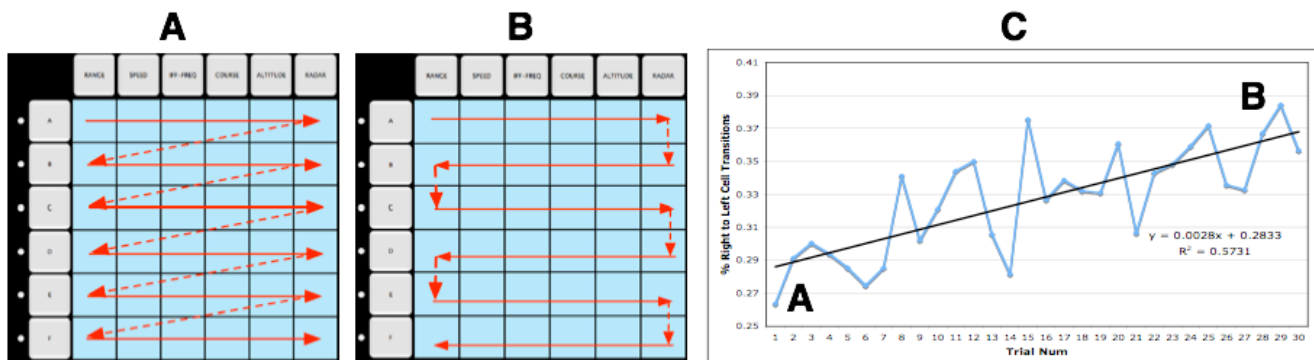 A
RANGE SPEED IFF-FREQ COURSE ALTITUDE RADAR
A
B
C
D
E
F
B
RANGE SPEED IFF-FREQ COURSE ALTITUDE RADAR
A
B
C
D
E
F
C
% Right to Left Cell Transitions
0.41
0.39
0.37
0.35
0.33
0.31
0.29
0.27
0.25
A
B
y = 0.0028x + 0.2833
R² = 0.5731
1 2 3 4 5 6 7 8 9 10 11 12 13 14 15 16 17 18 19 20 21 22 23 24 25 26 27 28 29 30
Trial Num